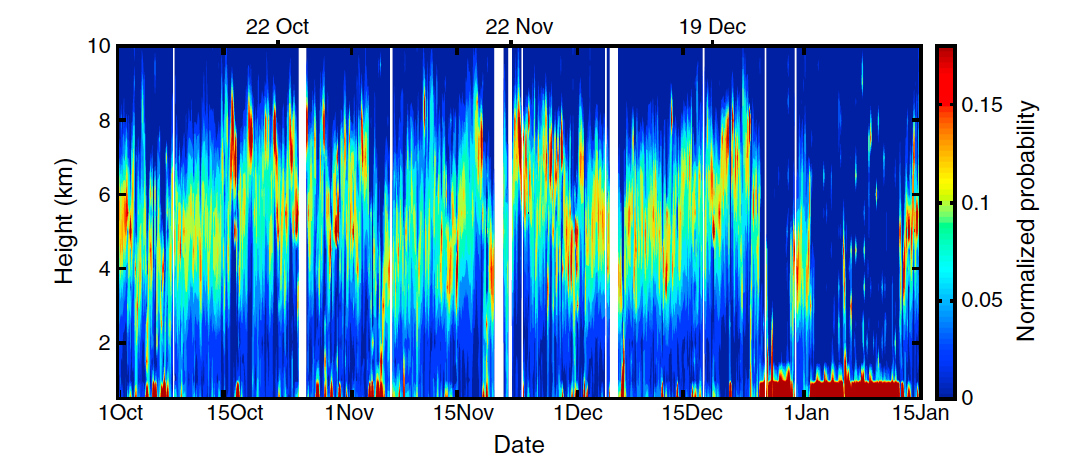 22 Oct 22 Nov 19 Dec
10
8
6
4
2
Height (km)
1Oct 15Oct 1Nov 15Nov 1Dec 15Dec 1Jan 15Jan
Date
0.15
0.1
0.05
0
Normalized probability